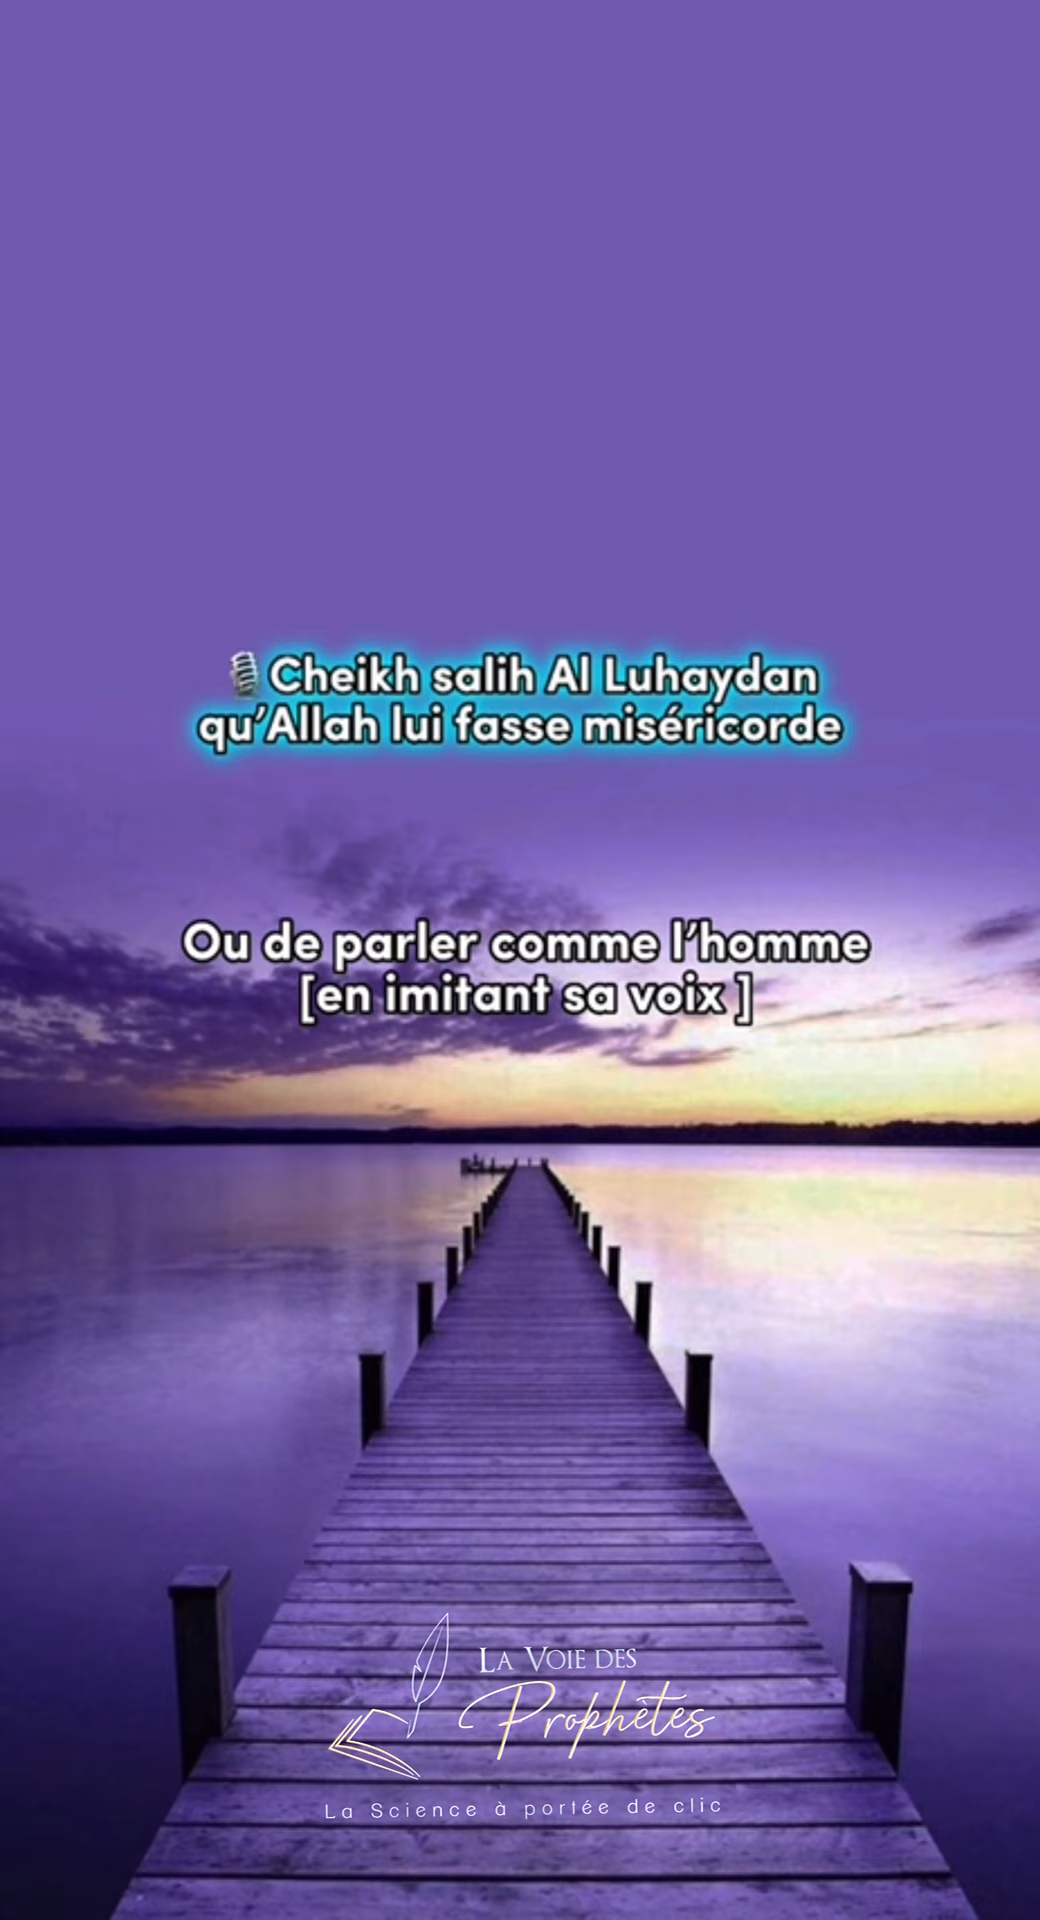 🎙️Cheikh salih Al Luhaydan
qu’Allah lui fasse miséricorde
Ou de parler comme l’homme
[en imitant sa voix ]
LA VOIE DES
Prophètes
La Science à portée de clic